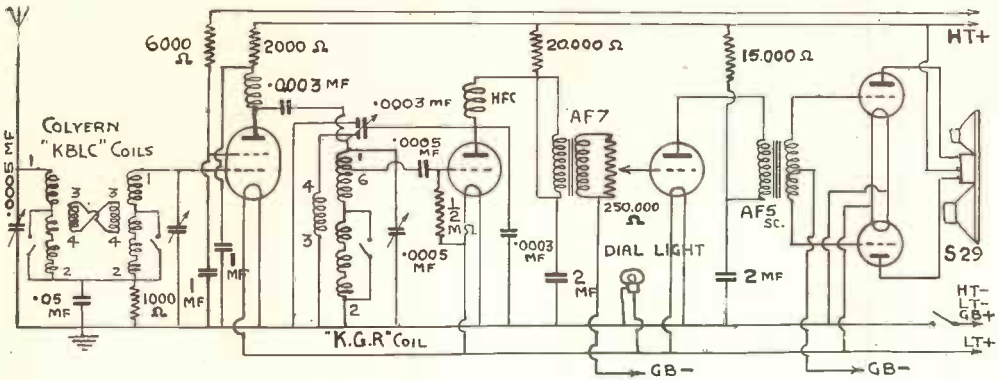 6000
Ω
2000 Ω
.0003 MF
.0003 MF
HFC
20.000 Ω
AF7
15.000 Ω
HT+
COLVERN
"KBLC" COILS
.0005 MF
1
3
4
2
3
4
1
2
.05
MF
1000
Ω
1
MF
1
MF
4
3
1
6
2
.0005
MF
.0005
MF
1/2
MΩ
.0003
MF
2
MF
250.000
Ω
DIAL LIGHT
AF5
SC.
2 MF
S29
HT-
LT-
GB+
LT+
"K.G.R" COIL
GB-
GB-